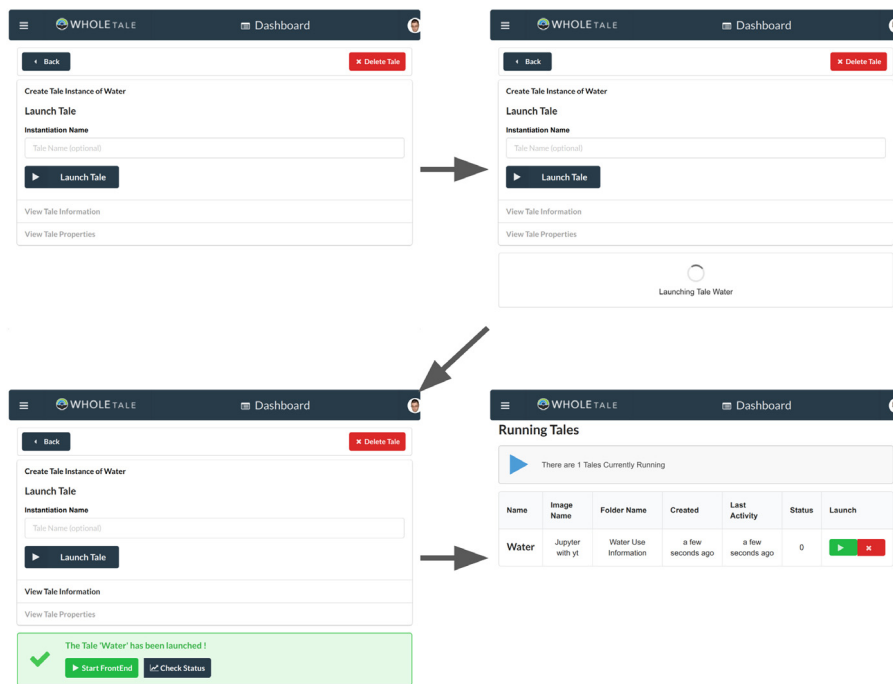 WHOLE TALE
Dashboard
Back
Delete Tale
Create Tale Instance of Water
Launch Tale
Instantiation Name
Tale Name (optional)
Launch Tale
View Tale Information
View Tale Properties
WHOLE TALE
Dashboard
Back
Delete Tale
Create Tale Instance of Water
Launch Tale
Instantiation Name
Tale Name (optional)
Launch Tale
View Tale Information
View Tale Properties
Launching Tale Water
WHOLE TALE
Dashboard
Back
Delete Tale
Create Tale Instance of Water
Launch Tale
Instantiation Name
Tale Name (optional)
Launch Tale
View Tale Information
View Tale Properties
The Tale 'Water' has been launched !
Start FrontEnd Check Status
WHOLE TALE
Dashboard
Running Tales
There are 1 Tales Currently Running
Name Image Name Folder Name Created Last Activity Status Launch
Water Jupyter with yt Water Use Information a few seconds ago a few seconds ago 0